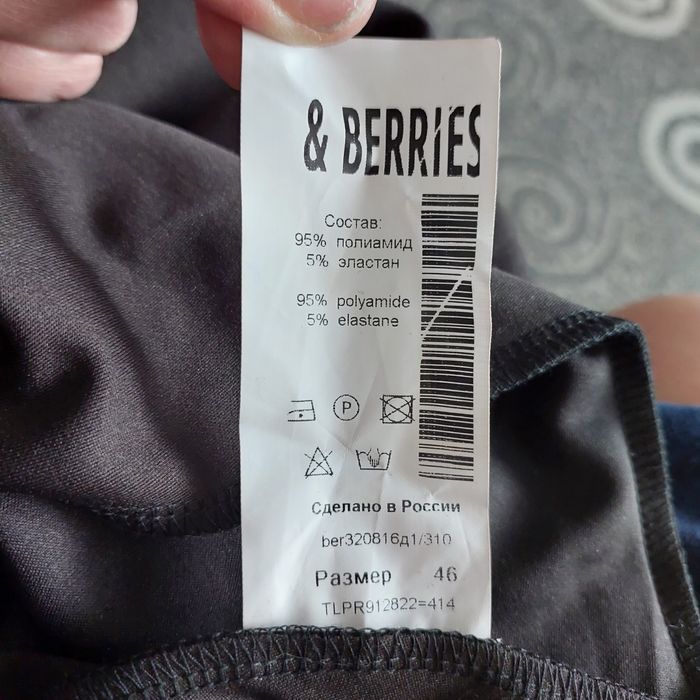 & BERRIES
Состав:
95% полиамид
5% эластан
95% polyamide
5% elastane
P
Сделано в России
ber320816д1/310
Размер 46
TLPR912822=414